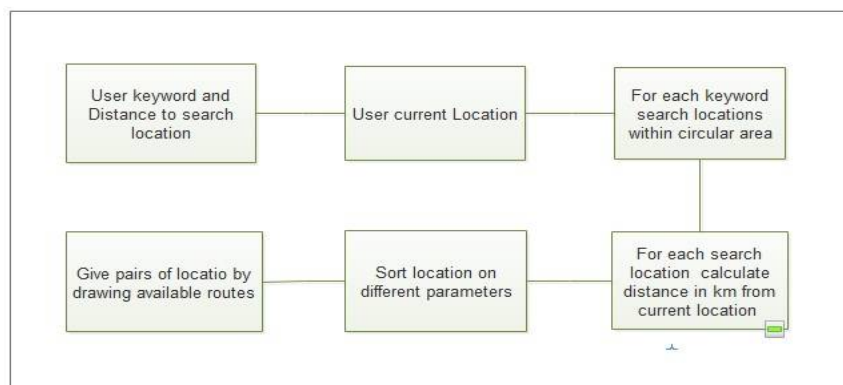 User keyword and
Distance to search
location
User current Location
For each keyword
search locations
within circular area
For each search
location calculate
distance in km from
current location
Sort location on
different parameters
Give pairs of locatio by
drawing available routes